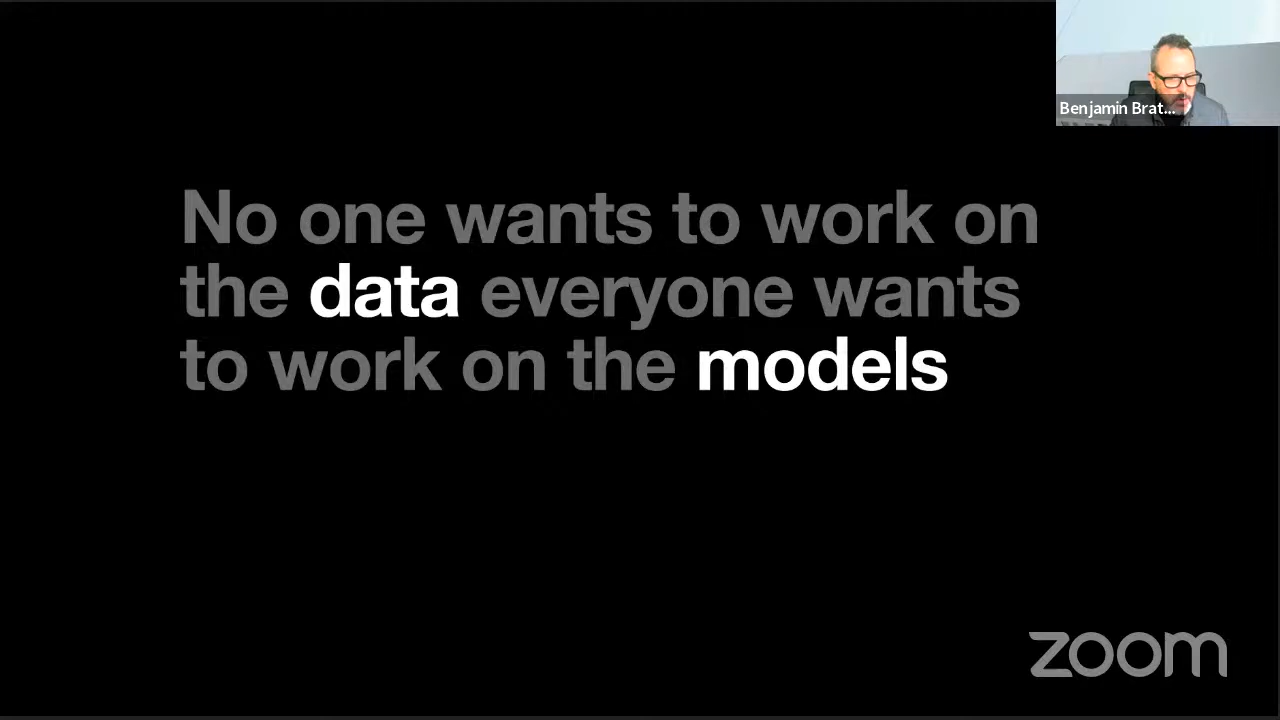 Benjamin Brat...
No one wants to work on
the data everyone wants
to work on the models
zoom